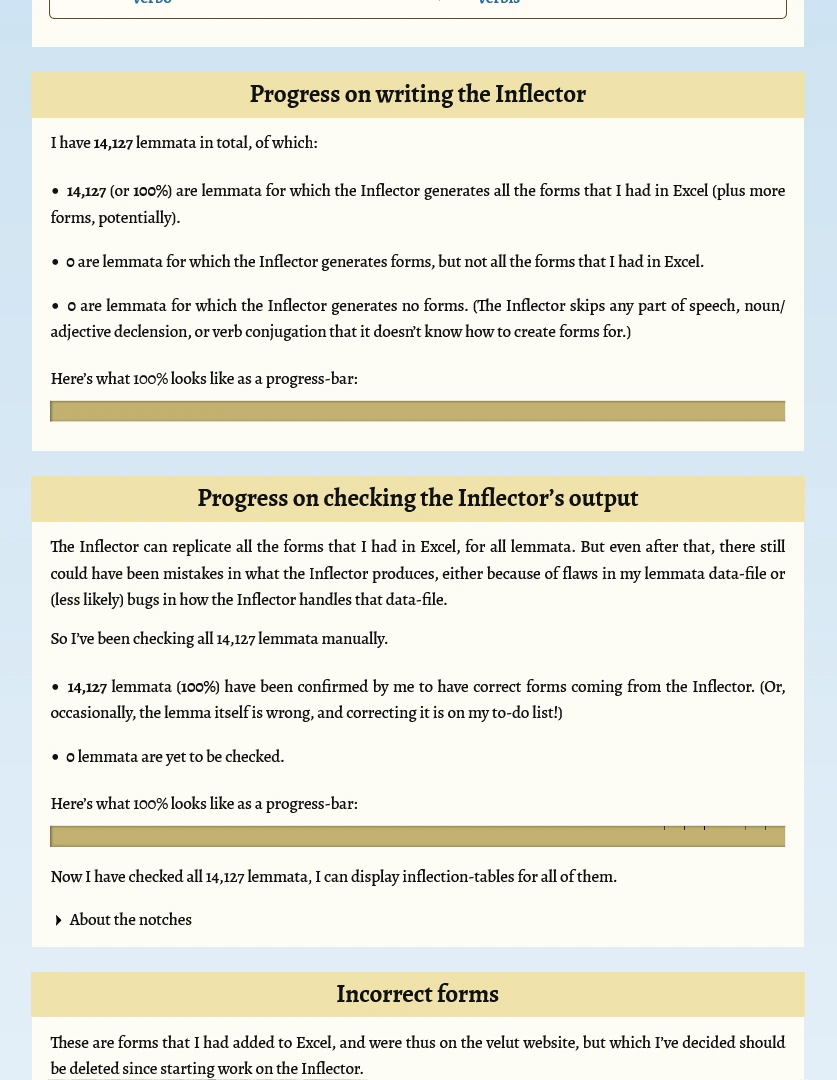 verbo verbis
Progress on writing the Inflector
I have 14,127 lemmata in total, of which:
• 14,127 (or 100%) are lemmata for which the Inflector generates all the forms that I had in Excel (plus more
forms, potentially).
• 0 are lemmata for which the Inflector generates forms, but not all the forms that I had in Excel.
• 0 are lemmata for which the Inflector generates no forms. (The Inflector skips any part of speech, noun/
adjective declension, or verb conjugation that it doesn’t know how to create forms for.)
Here’s what 100% looks like as a progress-bar:
Progress on checking the Inflector’s output
The Inflector can replicate all the forms that I had in Excel, for all lemmata. But even after that, there still
could have been mistakes in what the Inflector produces, either because of flaws in my lemmata data-file or
(less likely) bugs in how the Inflector handles that data-file.
So I’ve been checking all 14,127 lemmata manually.
• 14,127 lemmata (100%) have been confirmed by me to have correct forms coming from the Inflector. (Or,
occasionally, the lemma itself is wrong, and correcting it is on my to-do list!)
• 0 lemmata are yet to be checked.
Here’s what 100% looks like as a progress-bar:
Now I have checked all 14,127 lemmata, I can display inflection-tables for all of them.
About the notches
Incorrect forms
These are forms that I had added to Excel, and were thus on the velut website, but which I’ve decided should
be deleted since starting work on the Inflector.